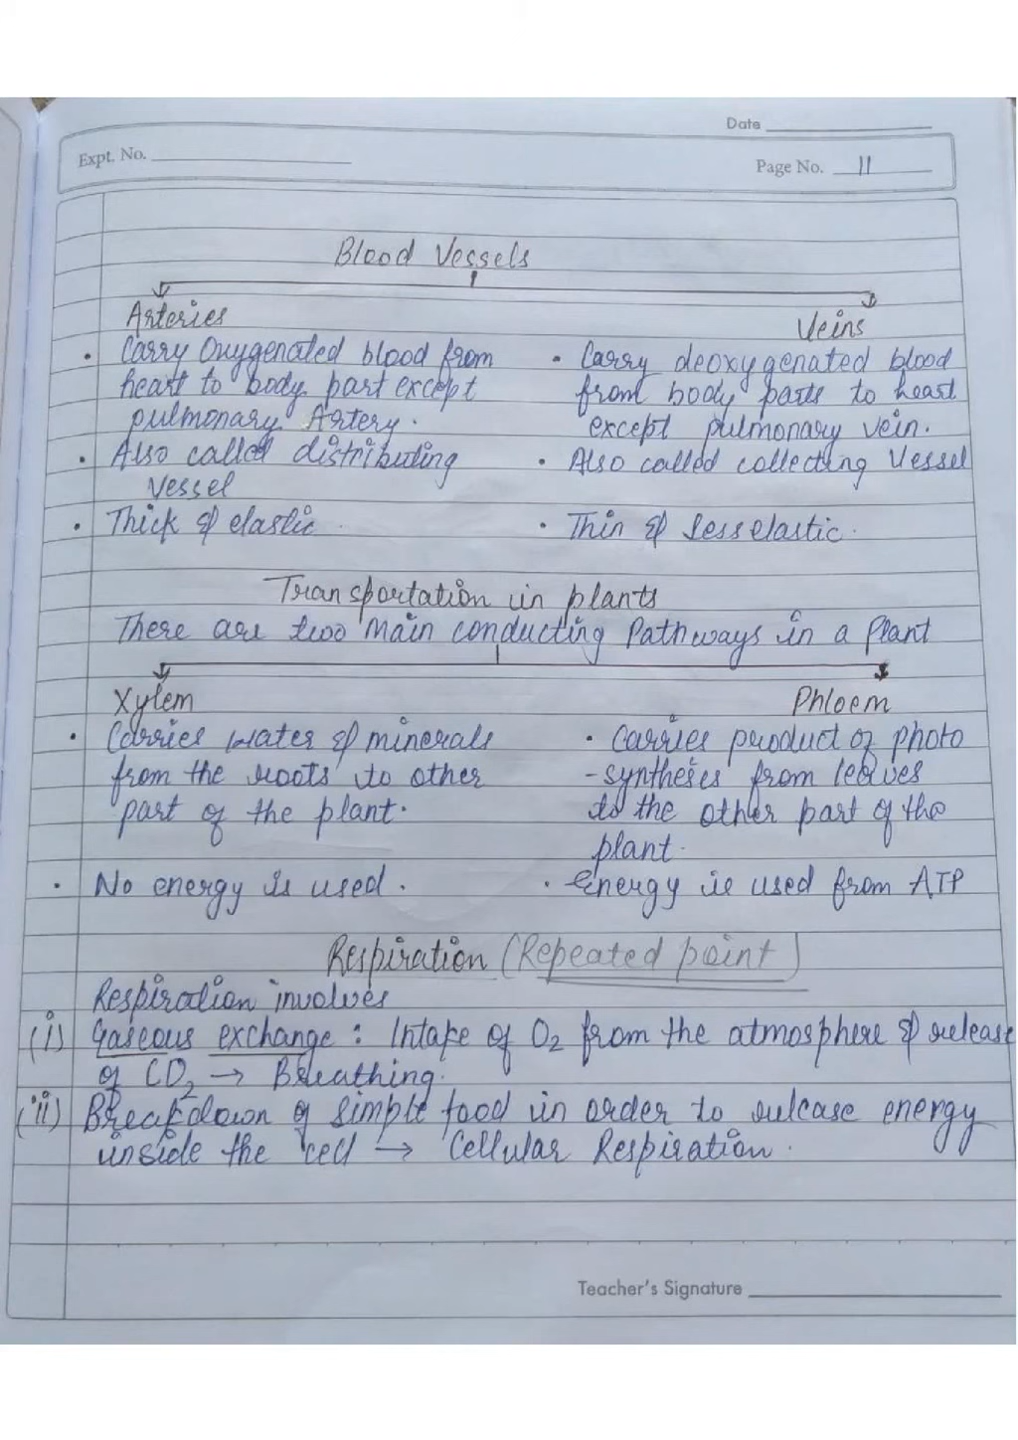 Date
Expt. No.
Page No. 11
Blood Vessels
Arteries
Veins
• Carry Oxygenated blood from
heart to body part except
pulmonary Artery.
• Also called distributing
vessel
• Thick & elastic
• Carry deoxygenated blood
from body parts to heart
except pulmonary vein.
• Also called collecting Vessel
• Thin & Less elastic.
Transportation in plants
There are two main conducting Pathways in a Plant
Xylem
Phloem
• Carries water & minerals
from the roots to other
part of the plant.
• No energy is used.
• Carries product of photo
-syntheses from leaves
to the other part of the
plant.
• Energy is used from ATP
Respiration (Repeated point)
Respiration involves
(i) Gaseous exchange : Intake of O2 from the atmosphere & release
of CO2 → Breathing.
(ii) Breakdown of simple food in order to release energy
inside the cell → Cellular Respiration.
Teacher's Signature